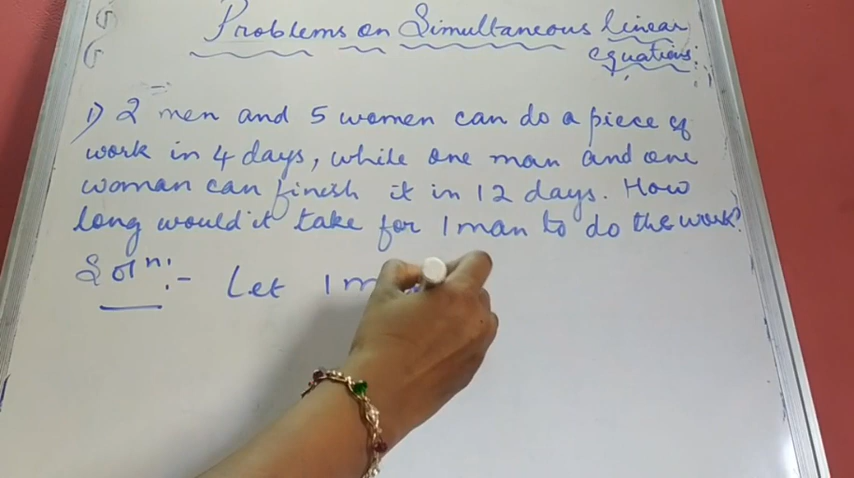 Problems on Simultaneous linear
equations:
1) 2 men and 5 women can do a piece of
work in 4 days, while one man and one
woman can finish it in 12 days. How
long would it take for 1 man to do the work?
Soln:- Let 1 m